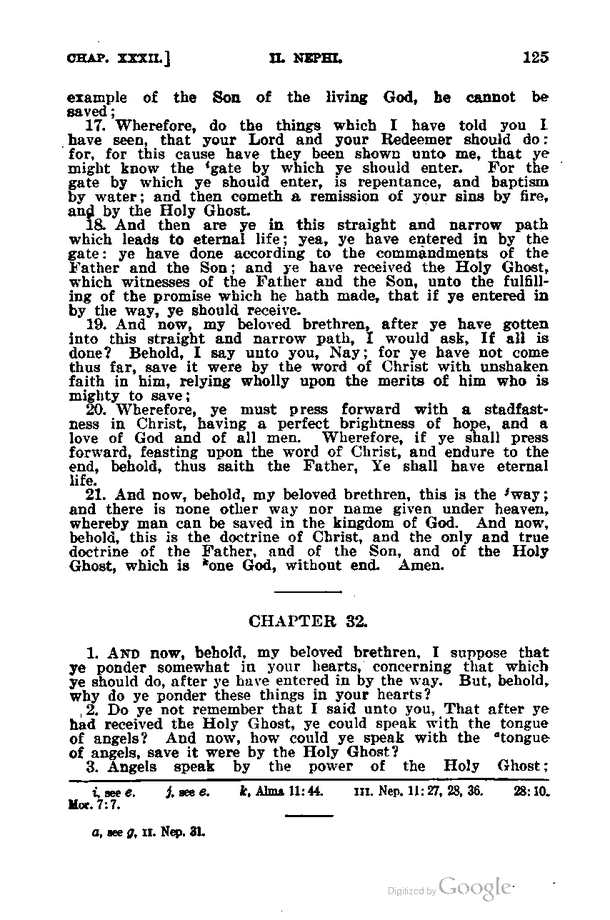 CHAP. XXXII.] II. NEPHI. 125
example of the Son of the living God, he cannot be
saved;
17. Wherefore, do the things which I have told you I
have seen, that your Lord and your Redeemer should do:
for, for this cause have they been shown unto me, that ye
might know the ⁱgate by which ye should enter. For the
gate by which ye should enter, is repentance, and baptism
by water; and then cometh a remission of your sins by fire,
and by the Holy Ghost.
18. And then are ye in this straight and narrow path
which leads to eternal life; yea, ye have entered in by the
gate: ye have done according to the commandments of the
Father and the Son; and ye have received the Holy Ghost,
which witnesses of the Father and the Son, unto the fulfill-
ing of the promise which he hath made, that if ye entered in
by the way, ye should receive.
19. And now, my beloved brethren, after ye have gotten
into this straight and narrow path, I would ask, If all is
done? Behold, I say unto you, Nay; for ye have not come
thus far, save it were by the word of Christ with unshaken
faith in him, relying wholly upon the merits of him who is
mighty to save;
20. Wherefore, ye must press forward with a stadfast-
ness in Christ, having a perfect brightness of hope, and a
love of God and of all men. Wherefore, if ye shall press
forward, feasting upon the word of Christ, and endure to the
end, behold, thus saith the Father, Ye shall have eternal
life.
21. And now, behold, my beloved brethren, this is the ʲway;
and there is none other way nor name given under heaven,
whereby man can be saved in the kingdom of God. And now,
behold, this is the doctrine of Christ, and the only and true
doctrine of the Father, and of the Son, and of the Holy
Ghost, which is ᵏone God, without end. Amen.
CHAPTER 32.
1. AND now, behold, my beloved brethren, I suppose that
ye ponder somewhat in your hearts, concerning that which
ye should do, after ye have entered in by the way. But, behold,
why do ye ponder these things in your hearts?
2. Do ye not remember that I said unto you, That after ye
had received the Holy Ghost, ye could speak with the tongue
of angels? And now, how could ye speak with the ᵃtongue
of angels, save it were by the Holy Ghost?
3. Angels speak by the power of the Holy Ghost;
i, see e. j, see e. k, Alma 11:44. III. Nep. 11:27, 28, 36. 28:10.
Mor. 7:7.
a, see g, II. Nep. 31.
Digitized by Google